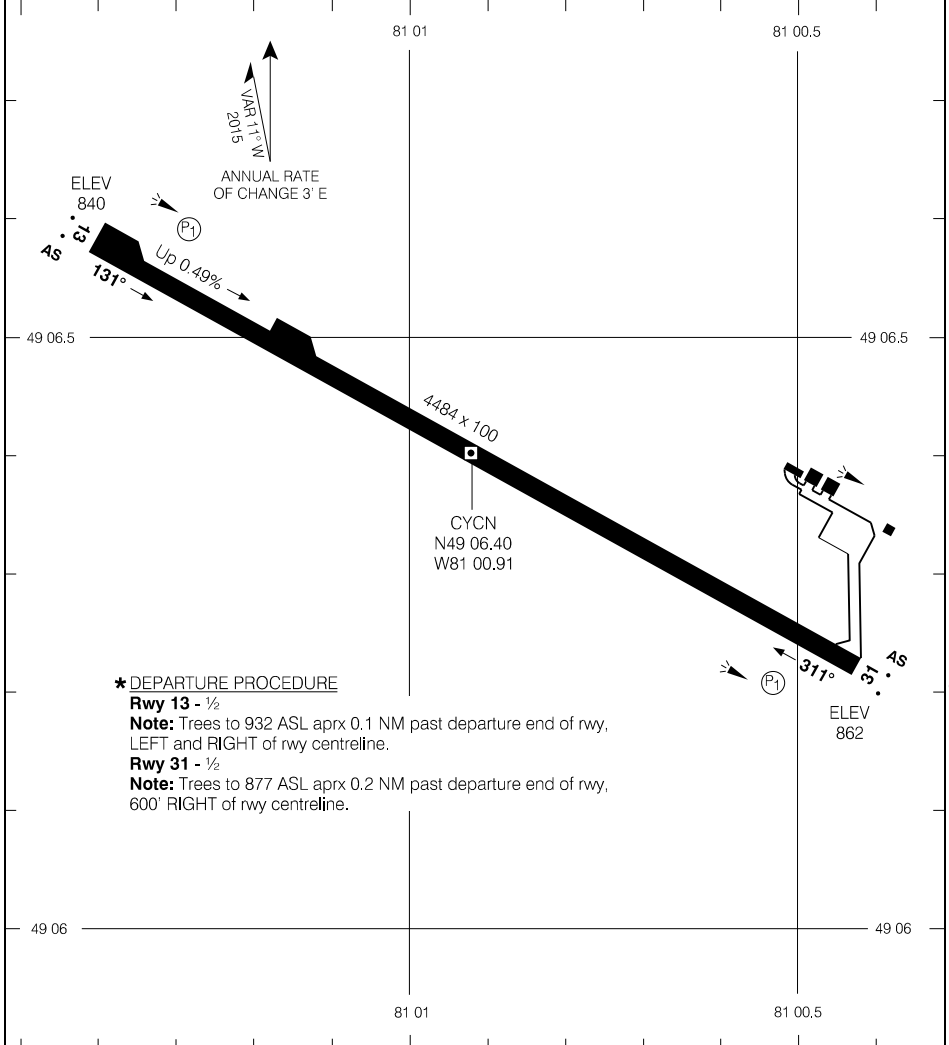 81 01
81 00.5
VAR 11° W
2015
ANNUAL RATE
OF CHANGE 3' E
ELEV
840
P1
13
AS
131°
Up 0.49%
49 06.5
49 06.5
4484 x 100
CYCN
N49 06.40
W81 00.91
311°
31
AS
P1
ELEV
862
* DEPARTURE PROCEDURE
Rwy 13 - ½
Note: Trees to 932 ASL aprx 0.1 NM past departure end of rwy,
LEFT and RIGHT of rwy centreline.
Rwy 31 - ½
Note: Trees to 877 ASL aprx 0.2 NM past departure end of rwy,
600' RIGHT of rwy centreline.
49 06
49 06
81 01
81 00.5